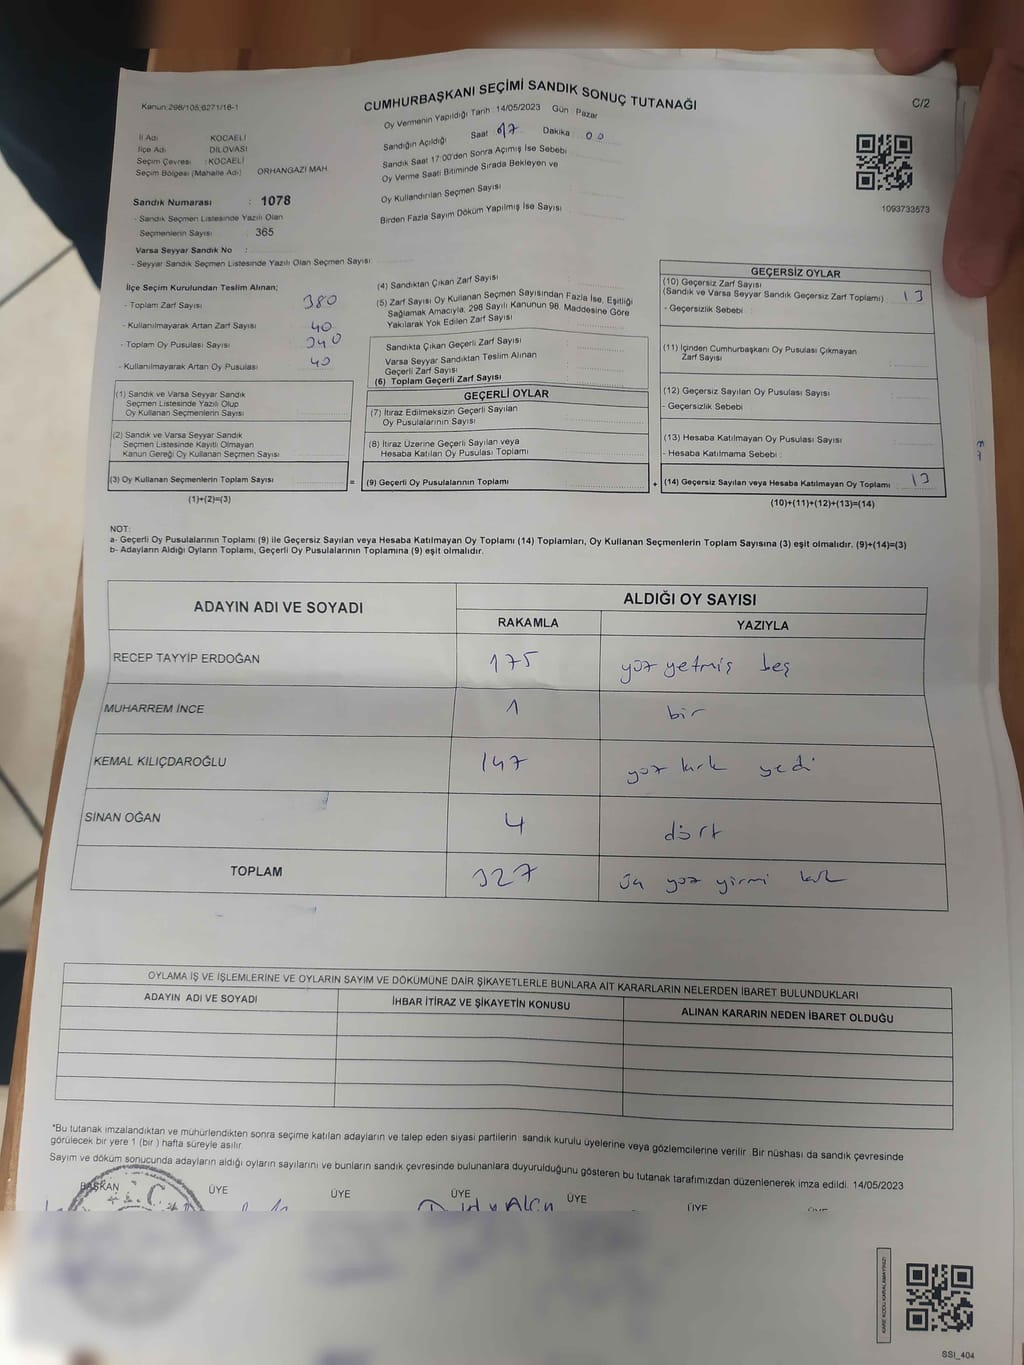 CUMHURBAŞKANI SEÇİMİ SANDIK SONUÇ TUTANAĞI
Kanun:298/105,6271/16-1
C/2
Oy Vermenin Yapıldığı Tarih : 14/05/2023 Gün : Pazar
Sandığın Açıldığı Saat 17 Dakika : 00
Sandık Saat 17:00'den Sonra Açımış İse Sebebi
Oy Verme Saati Bitiminde Sırada Bekleyen ve
Oy Kullandırılan Seçmen Sayısı
Birden Fazla Sayım Döküm Yapılmış İse Sayısı
İl Adı : KOCAELİ
İlçe Adı : DİLOVASI
Seçim Çevresi : KOCAELİ
Seçim Bölgesi (Mahalle Adı) ORHANGAZİ MAH.
Sandık Numarası : 1078
- Sandık Seçmen Listesinde Yazılı Olan
Seçmenlerin Sayısı : 365
Varsa Seyyar Sandık No :
- Seyyar Sandık Seçmen Listesinde Yazılı Olan Seçmen Sayısı:
1093733573
İlçe Seçim Kurulundan Teslim Alınan;
- Toplam Zarf Sayısı 380
- Kullanılmayarak Artan Zarf Sayısı 40
- Toplam Oy Pusulası Sayısı
- Kullanılmayarak Artan Oy Pusulası 40
(1) Sandık ve Varsa Seyyar Sandık
Seçmen Listesinde Yazılı Olup
Oy Kullanan Seçmenlerin Sayısı
(2) Sandık ve Varsa Seyyar Sandık
Seçmen Listesinde Kayıtlı Olmayan
Kanun Gereği Oy Kullanan Seçmen Sayısı
(3) Oy Kullanan Seçmenlerin Toplam Sayısı =
(1)+(2)=(3)
(4) Sandıktan Çıkan Zarf Sayısı
(5) Zarf Sayısı Oy Kullanan Seçmen Sayısından Fazla İse, Eşitliği
Sağlamak Amacıyla; 298 Sayılı Kanunun 98. Maddesine Göre
Yakılarak Yok Edilen Zarf Sayısı
Sandıkta Çıkan Geçerli Zarf Sayısı
Varsa Seyyar Sandıktan Teslim Alınan
Geçerli Zarf Sayısı
(6) Toplam Geçerli Zarf Sayısı
GEÇERLİ OYLAR
(7) İtiraz Edilmeksizin Geçerli Sayılan
Oy Pusulalarının Sayısı
(8) İtiraz Üzerine Geçerli Sayılan veya
Hesaba Katılan Oy Pusulası Toplamı
(9) Geçerli Oy Pusulalarının Toplamı +
GEÇERSİZ OYLAR
(10) Geçersiz Zarf Sayısı
(Sandık ve Varsa Seyyar Sandık Geçersiz Zarf Toplamı) : 13
- Geçersizlik Sebebi :
(11) İçinden Cumhurbaşkanı Oy Pusulası Çıkmayan
Zarf Sayısı
(12) Geçersiz Sayılan Oy Pusulası Sayısı
- Geçersizlik Sebebi
(13) Hesaba Katılmayan Oy Pusulası Sayısı
- Hesaba Katılmama Sebebi :
(14) Geçersiz Sayılan veya Hesaba Katılmayan Oy Toplamı 13
(10)+(11)+(12)+(13)=(14)
NOT:
a- Geçerli Oy Pusulalarının Toplamı (9) ile Geçersiz Sayılan veya Hesaba Katılmayan Oy Toplamı (14) Toplamları, Oy Kullanan Seçmenlerin Toplam Sayısına (3) eşit olmalıdır. (9)+(14)=(3)
b- Adayların Aldığı Oyların Toplamı, Geçerli Oy Pusulalarının Toplamına (9) eşit olmalıdır.
ADAYIN ADI VE SOYADI
ALDIĞI OY SAYISI
RAKAMLA YAZIYLA
RECEP TAYYİP ERDOĞAN 175 yüz yetmiş beş
MUHARREM İNCE 1 bir
KEMAL KILIÇDAROĞLU 147 yüz kırk yedi
SİNAN OĞAN 4 dört
TOPLAM 327 yüz yirmi
OYLAMA İŞ VE İŞLEMLERİNE VE OYLARIN SAYIM VE DÖKÜMÜNE DAİR ŞİKAYETLERLE BUNLARA AİT KARARLARIN NELERDEN İBARET BULUNDUKLARI
ADAYIN ADI VE SOYADI İHBAR İTİRAZ VE ŞİKAYETİN KONUSU ALINAN KARARIN NEDEN İBARET OLDUĞU
*Bu tutanak imzalandıktan ve mühürlendikten sonra seçime katılan adayların ve talep eden siyasi partilerin sandık kurulu üyelerine veya gözlemcilerine verilir. Bir nüshası da sandık çevresinde
görülecek bir yere 1 (bir ) hafta süreyle asılır.
Sayım ve döküm sonucunda adayların aldığı oyların sayılarını ve bunların sandık çevresinde bulunanlara duyurulduğunu gösteren bu tutanak tarafımızdan düzenlenerek imza edildi. 14/05/2023
BAŞKAN ÜYE ÜYE ÜYE ÜYE ÜYE
KARE KODU KARALAMAYINIZ!
SSI_404